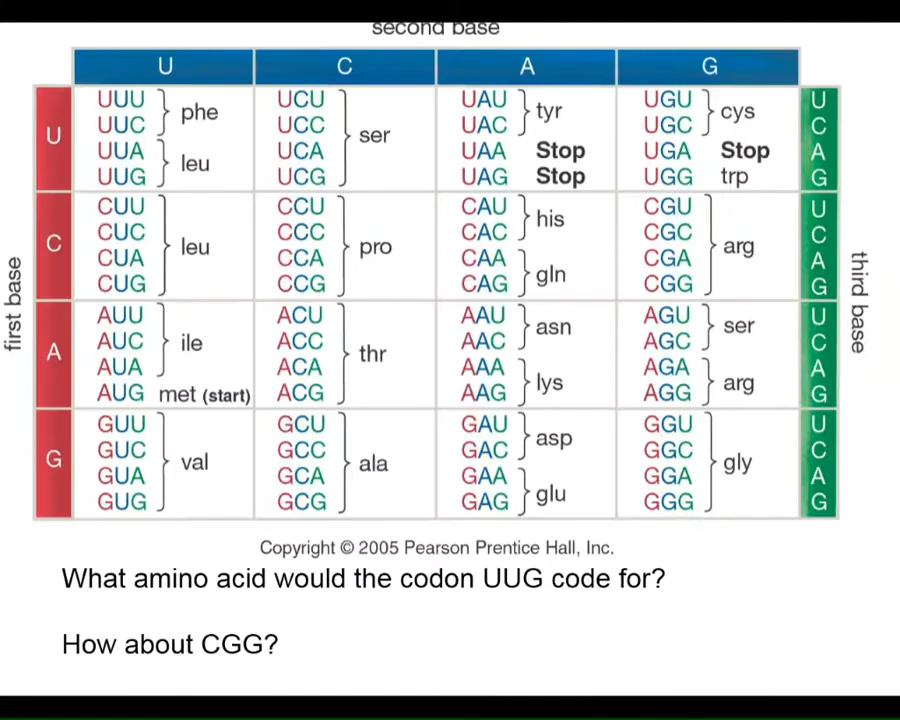 second base
U C A G
first base
third base
U
UUU
UUC
phe
UUA
UUG
leu
UCU
UCC
UCA
UCG
ser
UAU
UAC
tyr
UAA Stop
UAG Stop
UGU
UGC
cys
UGA Stop
UGG trp
U
C
A
G
C
CUU
CUC
CUA
CUG
leu
CCU
CCC
CCA
CCG
pro
CAU
CAC
his
CAA
CAG
gln
CGU
CGC
CGA
CGG
arg
U
C
A
G
A
AUU
AUC
AUA
ile
AUG met (start)
ACU
ACC
ACA
ACG
thr
AAU
AAC
asn
AAA
AAG
lys
AGU
AGC
ser
AGA
AGG
arg
U
C
A
G
G
GUU
GUC
GUA
GUG
val
GCU
GCC
GCA
GCG
ala
GAU
GAC
asp
GAA
GAG
glu
GGU
GGC
GGA
GGG
gly
U
C
A
G
Copyright © 2005 Pearson Prentice Hall, Inc.
What amino acid would the codon UUG code for?
How about CGG?